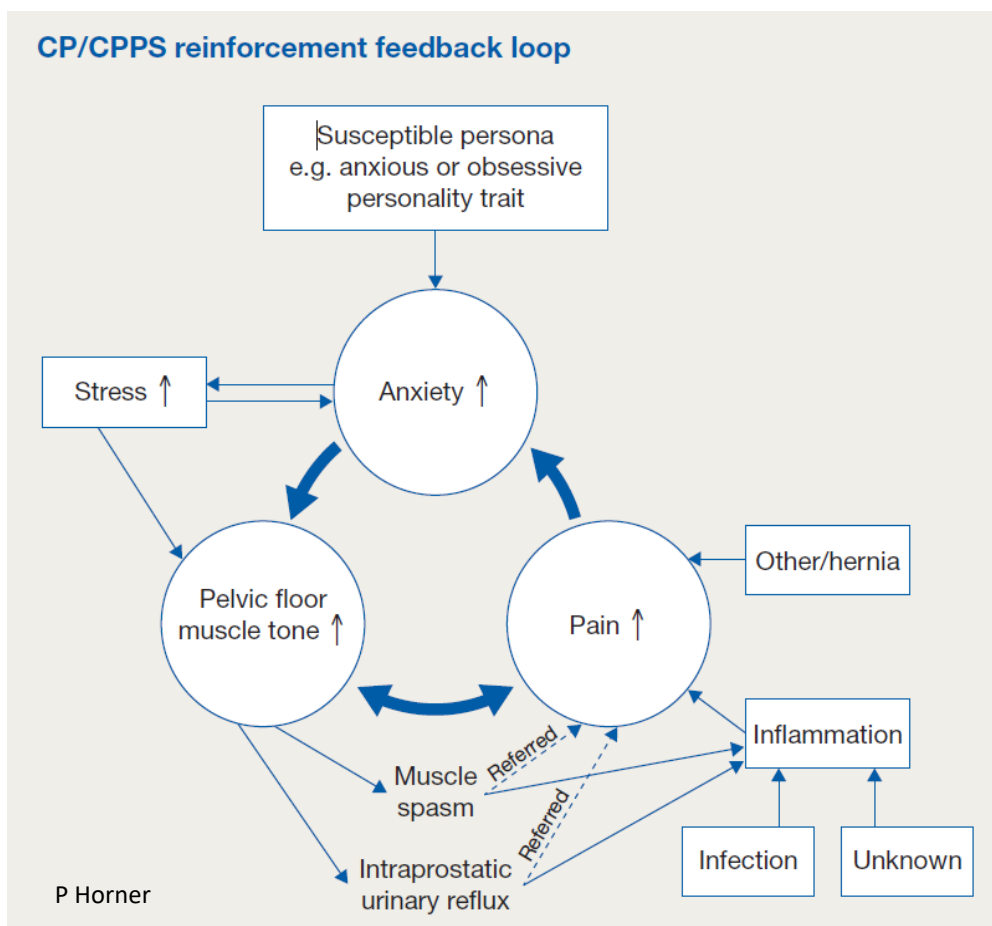 CP/CPPS reinforcement feedback loop
Susceptible persona
e.g. anxious or obsessive
personality trait
Stress ↑
Anxiety ↑
Pelvic floor
muscle tone ↑
Pain ↑
Other/hernia
Inflammation
Referred
Muscle
spasm
Referred
Infection
Unknown
Intraprostatic
urinary reflux
P Horner